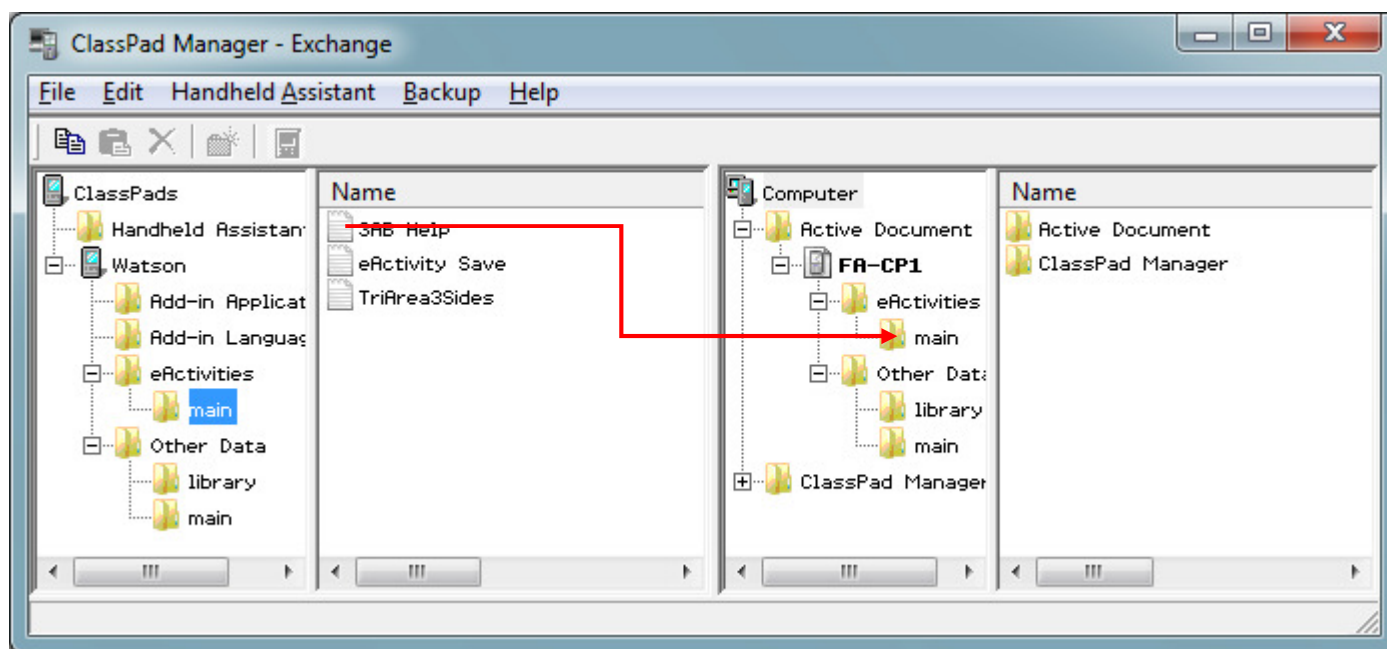 ClassPad Manager - Exchange
File Edit Handheld Assistant Backup Help
ClassPads
Handheld Assistan
Watson
Add-in Applicat
Add-in Languag
eActivities
main
Other Data
library
main
Name
3AB Help
eActivity Save
TriArea3Sides
Computer
Active Document
FA-CP1
eActivities
main
Other Data
library
main
ClassPad Manager
Name
Active Document
ClassPad Manager